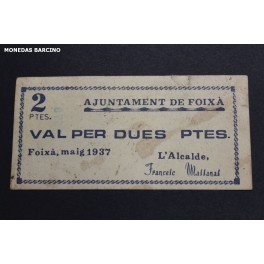 MONEDAS BARCINO
2
PTES.
AJUNTAMENT DE FOIXÀ
VAL PER DUES PTES.
Foixà, maig 1937
L'Alcalde,